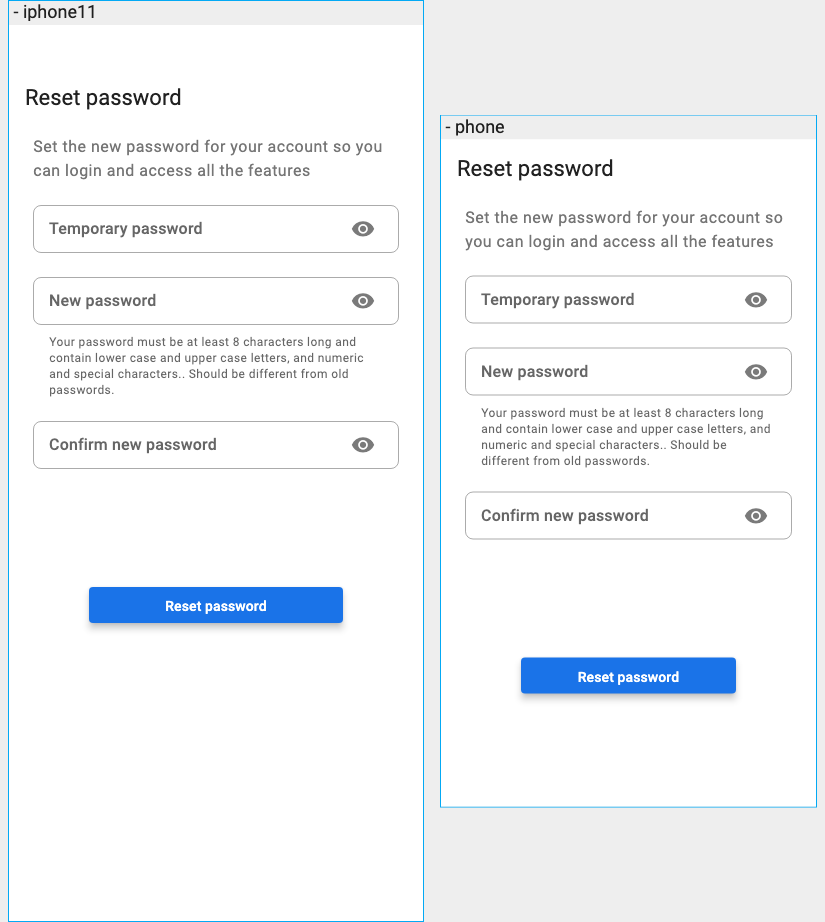 - iphone11
Reset password
Set the new password for your account so you
can login and access all the features
Temporary password
New password
Your password must be at least 8 characters long and
contain lower case and upper case letters, and numeric
and special characters.. Should be different from old
passwords.
Confirm new password
Reset password
- phone
Reset password
Set the new password for your account so
you can login and access all the features
Temporary password
New password
Your password must be at least 8 characters long
and contain lower case and upper case letters, and
numeric and special characters.. Should be
different from old passwords.
Confirm new password
Reset password